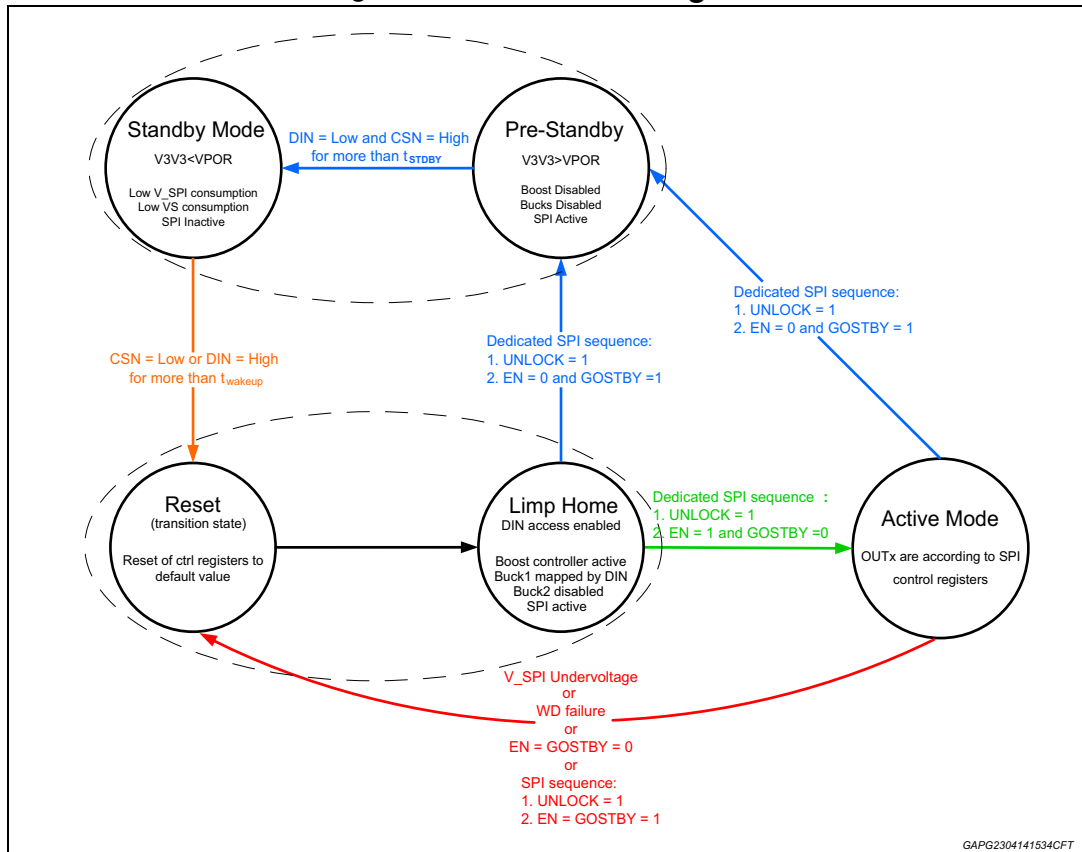 Standby Mode
V3V3<VPOR
Low V_SPI consumption
Low VS consumption
SPI Inactive
DIN = Low and CSN = High
for more than tSTDBY
Pre-Standby
V3V3>VPOR
Boost Disabled
Bucks Disabled
SPI Active
Dedicated SPI sequence:
1. UNLOCK = 1
2. EN = 0 and GOSTBY = 1
CSN = Low or DIN = High
for more than twakeup
Dedicated SPI sequence:
1. UNLOCK = 1
2. EN = 0 and GOSTBY =1
Reset
(transition state)
Reset of ctrl registers to
default value
Limp Home
DIN access enabled
Boost controller active
Buck1 mapped by DIN
Buck2 disabled
SPI active
Dedicated SPI sequence :
1. UNLOCK = 1
2. EN = 1 and GOSTBY =0
Active Mode
OUTx are according to SPI
control registers
V_SPI Undervoltage
or
WD failure
or
EN = GOSTBY = 0
or
SPI sequence:
1. UNLOCK = 1
2. EN = GOSTBY = 1
GAPG2304141534CFT